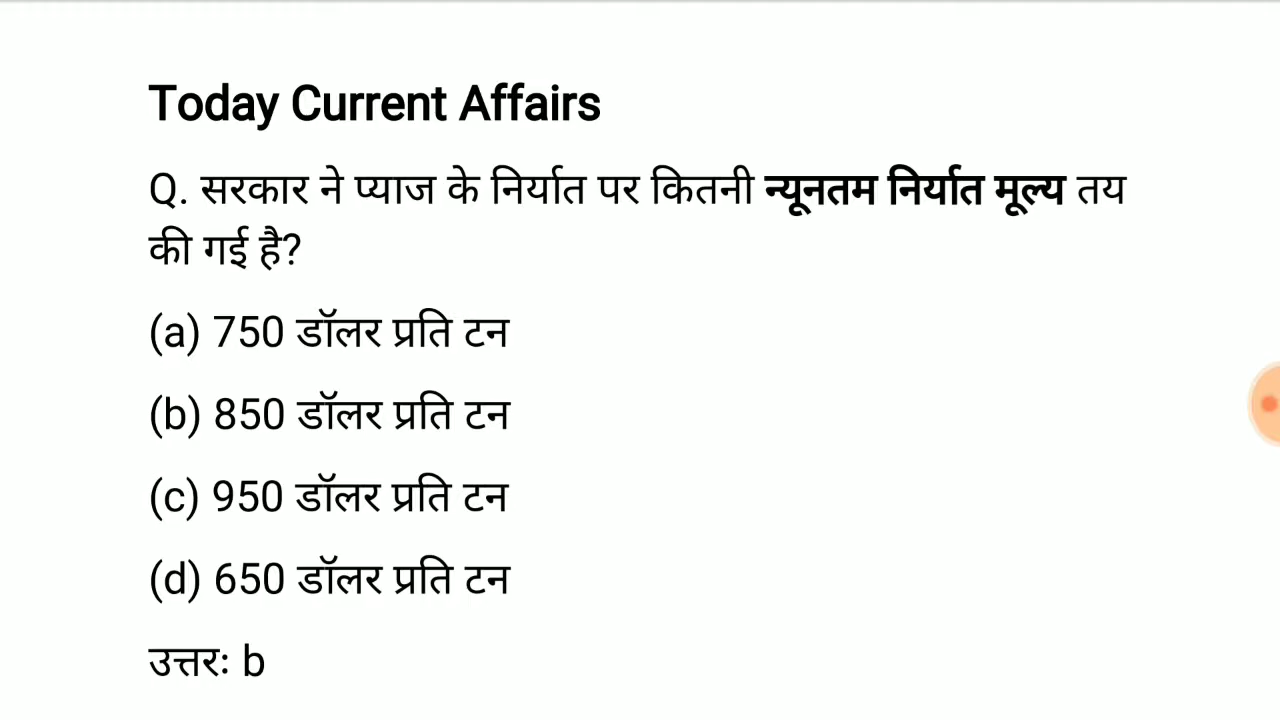 Today Current Affairs
Q. सरकार ने प्याज के निर्यात पर कितनी न्यूनतम निर्यात मूल्य तय
की गई है?
(a) 750 डॉलर प्रति टन
(b) 850 डॉलर प्रति टन
(c) 950 डॉलर प्रति टन
(d) 650 डॉलर प्रति टन
उत्तरः b